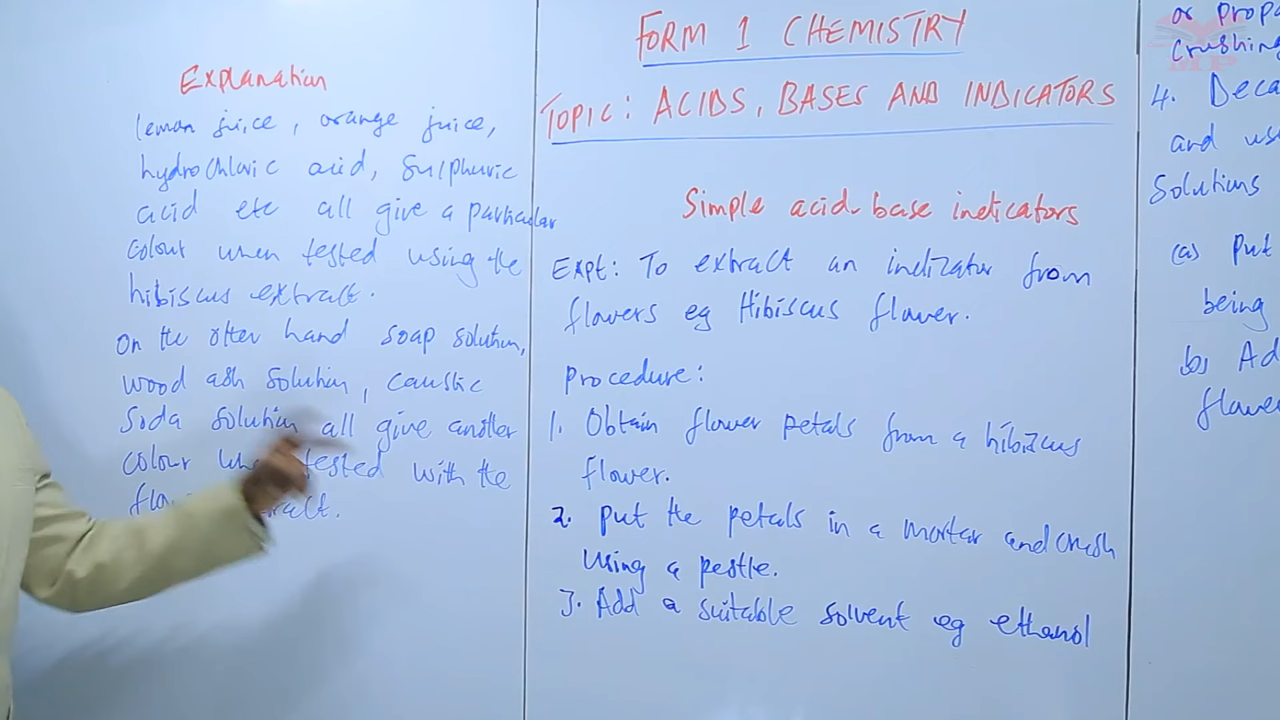 Explanation
lemon juice, orange juice,
hydrochloric acid, Sulphuric
acid etc all give a particular
colour when tested using the
hibiscus extract.
On the other hand soap solution,
wood ash solution, caustic
Soda solution all give another
colour when tested with the
FORM 1 CHEMISTRY
TOPIC: ACIDS, BASES AND INDICATORS
Simple acid-base indicators
Expt: To extract an indicator from
flowers eg Hibiscus flower.
Procedure:
1. Obtain flower petals from a hibiscus
flower.
2. put the petals in a mortar and crush
Using a pestle.
3. Add a suitable solvent eg ethanol
or propa
crushing
4. Deca
and us
Solutions
(a) put
being
b) Ad
flower
MP